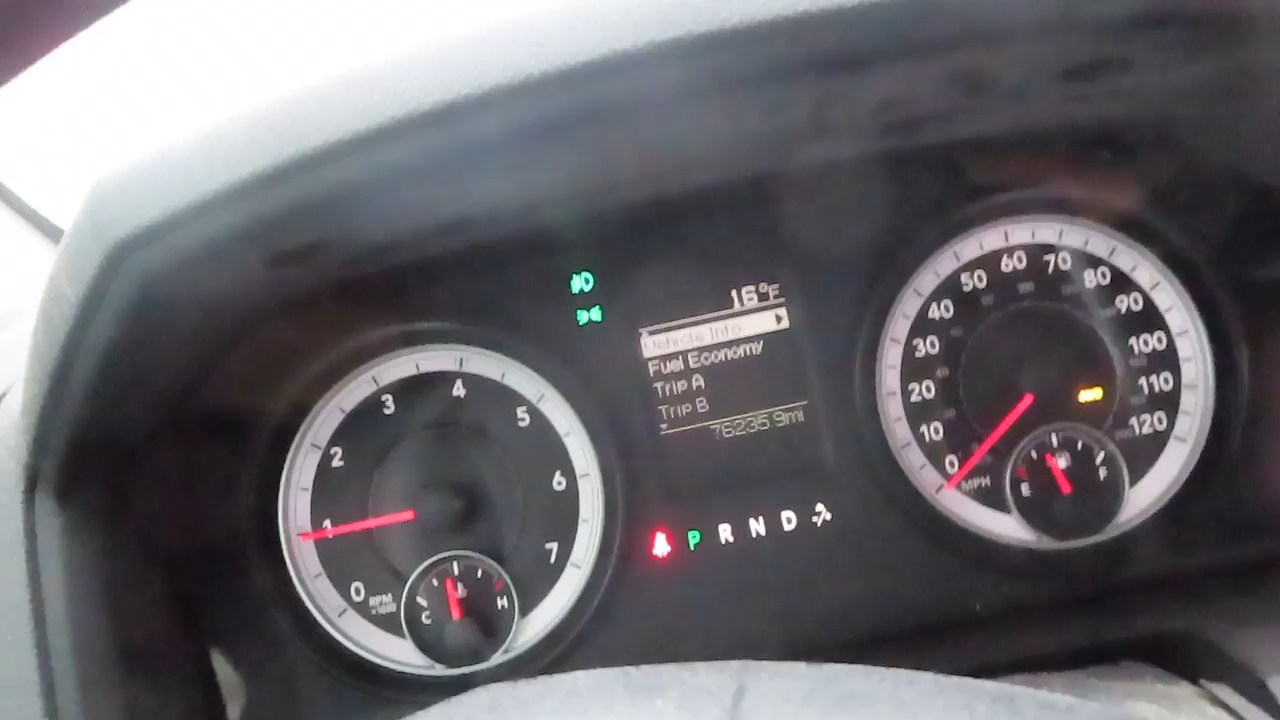 16°F
Vehicle Info
Fuel Economy
Trip A
Trip B
76235.9mi
P R N D
0 1 2 3 4 5 6 7
RPM
x1000
C H
0 10 20 30 40 50 60 70 80 90 100 110 120
MPH
E F